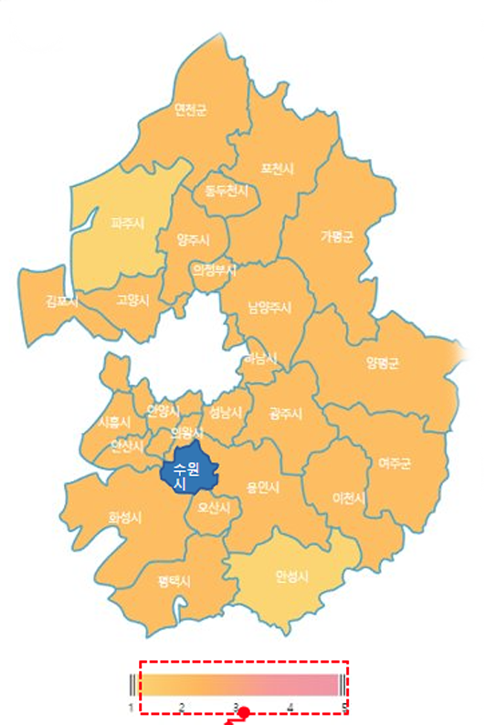 연천군
포천시
동두천시
파주시
양주시
가평군
의정부시
김포시
고양시
남양주시
하남시
양평군
시흥시
안양시
성남시
광주시
의왕시
안산시
수원
시
여주군
용인시
이천시
오산시
화성시
평택시
안성시
1 2 3 4 5